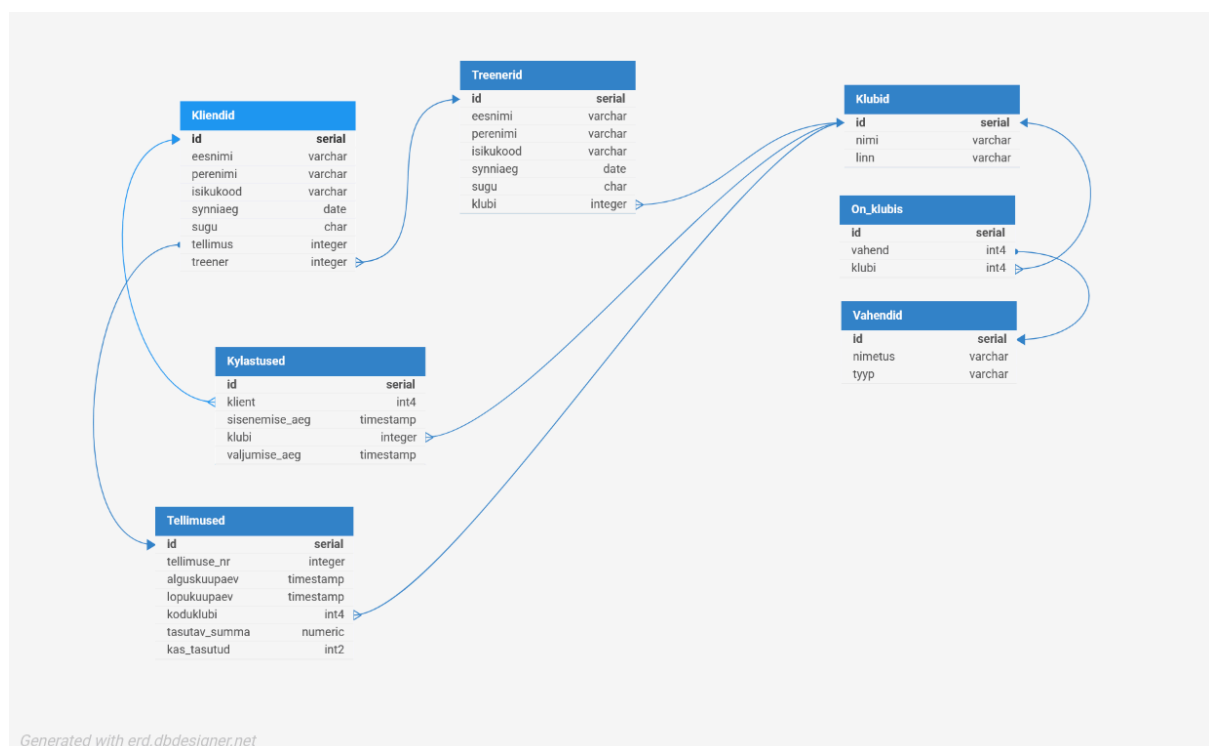 Kliendid
id serial
eesnimi varchar
perenimi varchar
isikukood varchar
synniaeg date
sugu char
tellimus integer
treener integer
Treenerid
id serial
eesnimi varchar
perenimi varchar
isikukood varchar
synniaeg date
sugu char
klubi integer
Klubid
id serial
nimi varchar
linn varchar
On_klubis
id serial
vahend int4
klubi int4
Vahendid
id serial
nimetus varchar
tyyp varchar
Kylastused
id serial
klient int4
sisenemise_aeg timestamp
klubi integer
valjumise_aeg timestamp
Tellimused
id serial
tellimuse_nr integer
alguskuupaev timestamp
lopukuupaev timestamp
koduklubi int4
tasutav_summa numeric
kas_tasutud int2
Generated with erd.dbdesigner.net